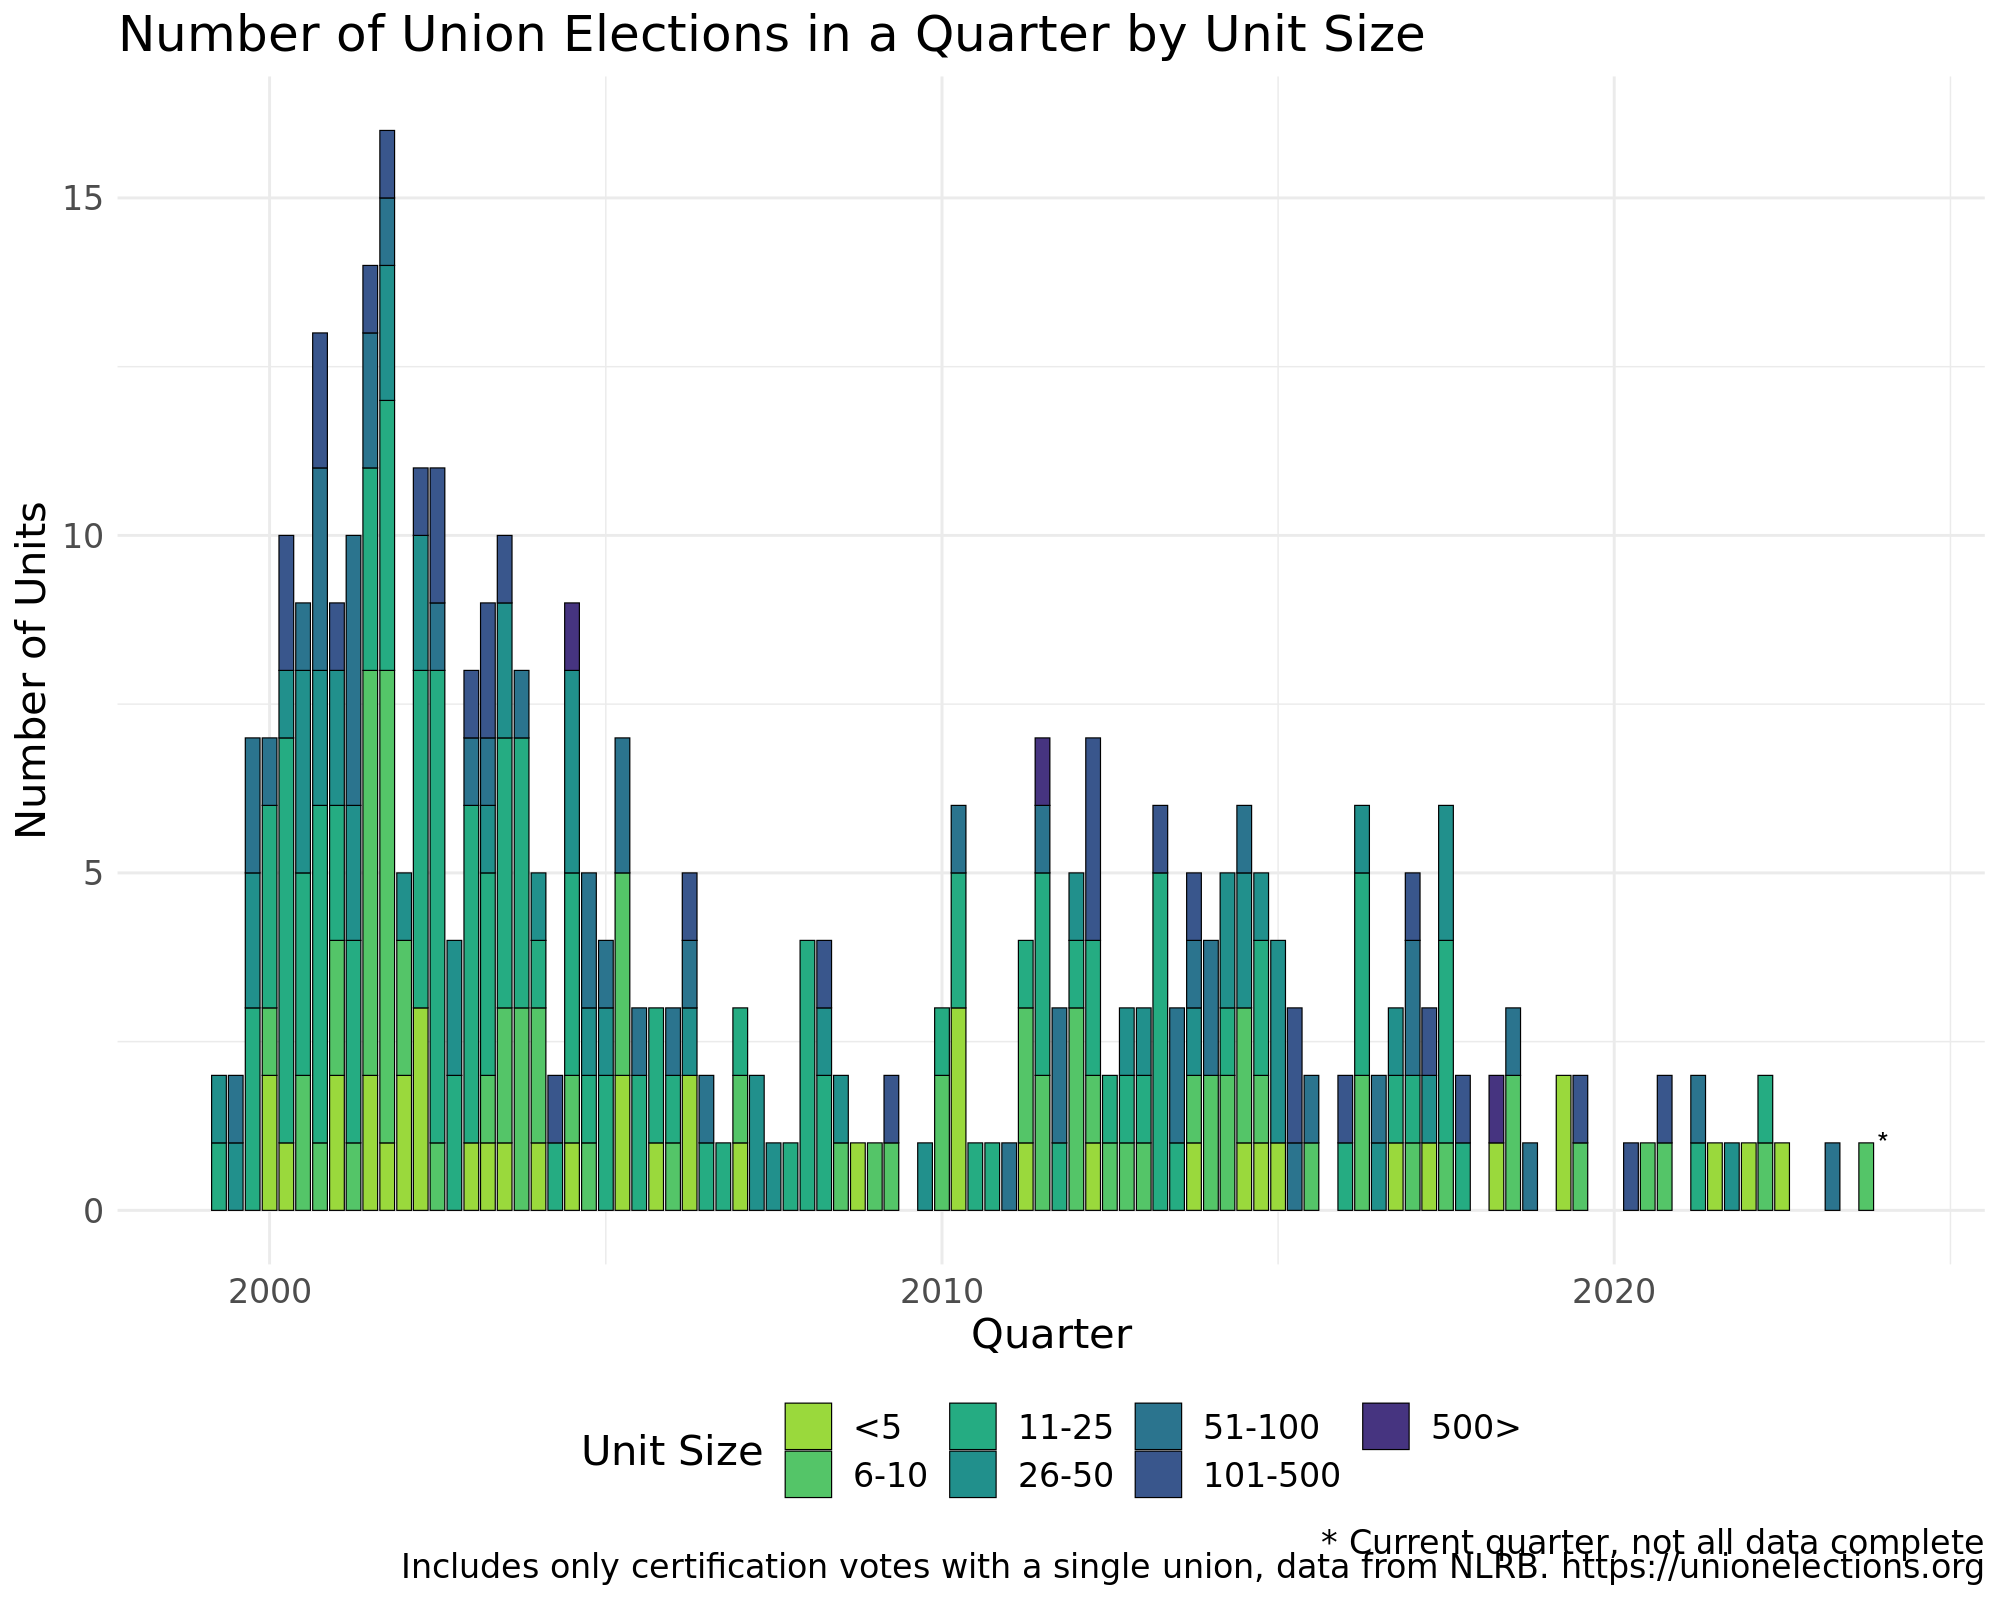 Number of Union Elections in a Quarter by Unit Size
Number of Units
15
10
5
0
*
2000
2010
2020
Quarter
Unit Size
<5
11-25
51-100
500>
6-10
26-50
101-500
* Current quarter, not all data complete
Includes only certification votes with a single union, data from NLRB. https://unionelections.org